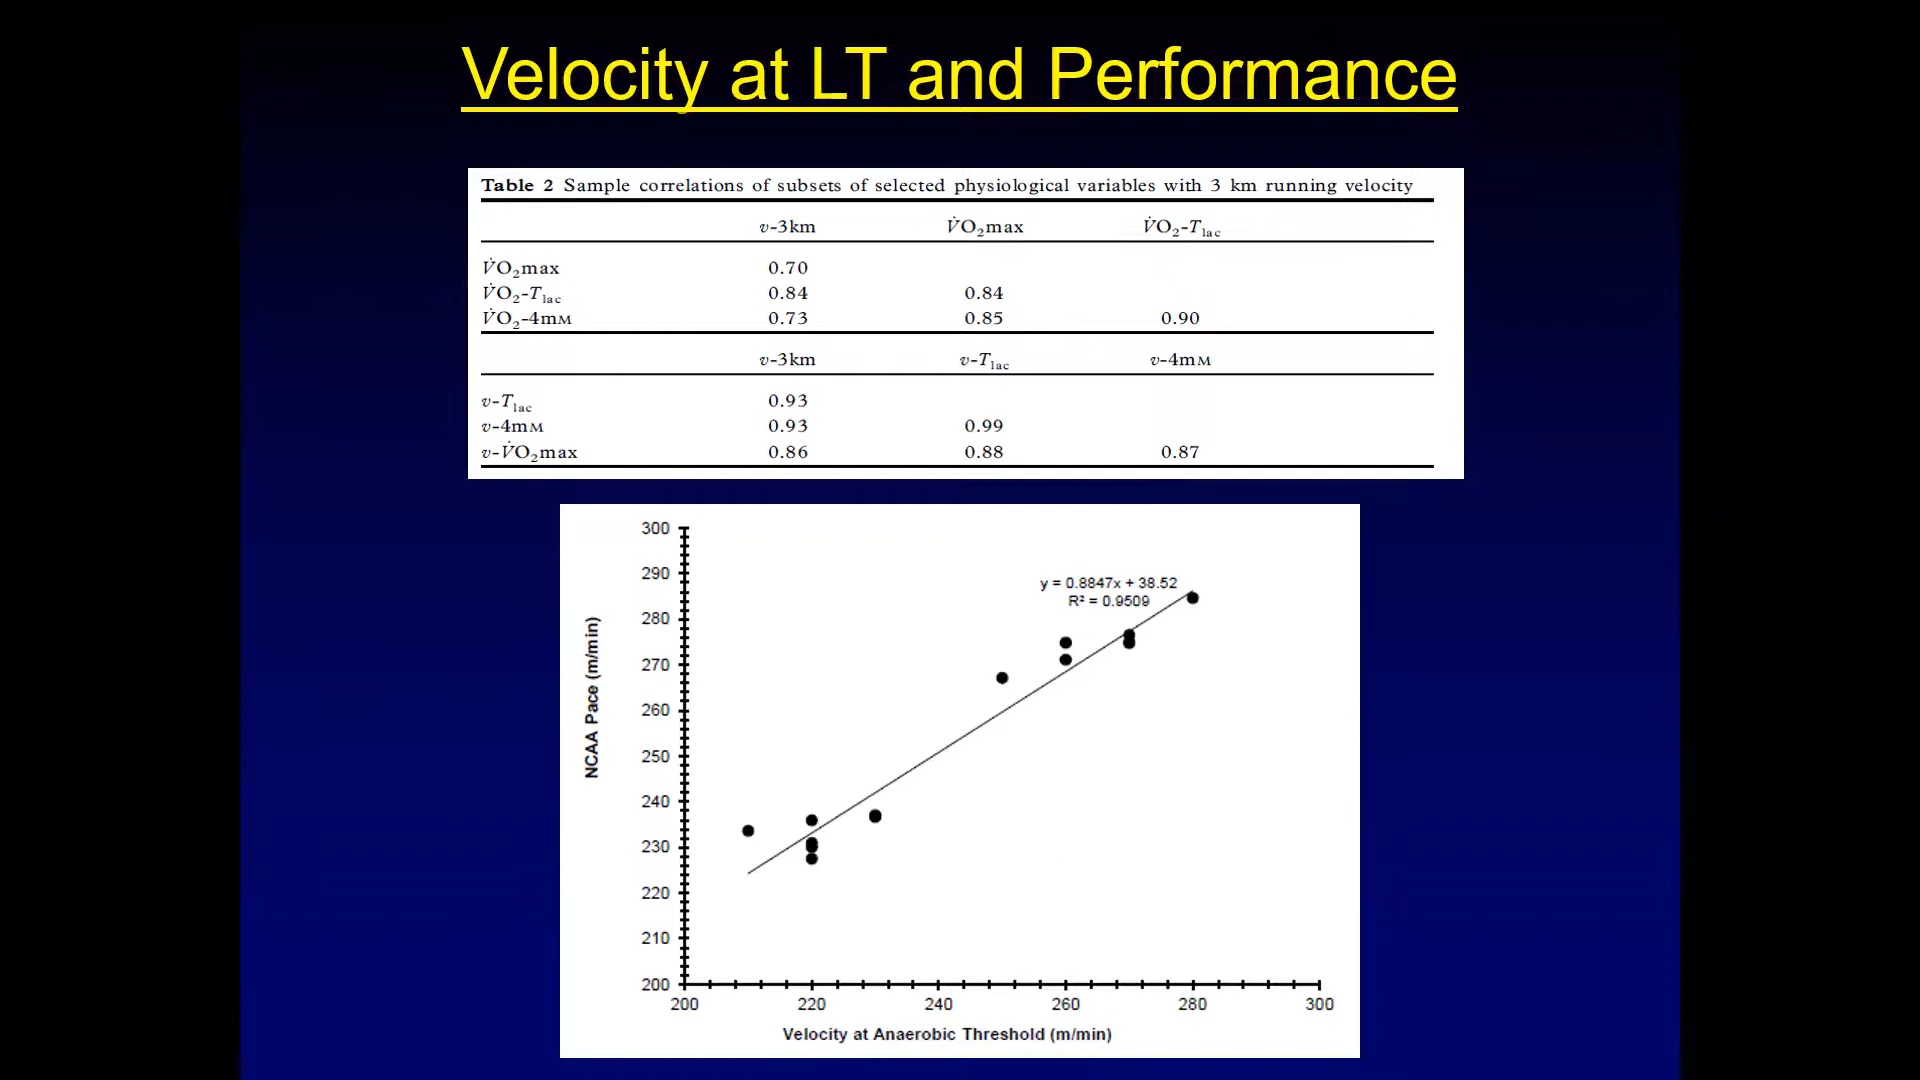 Velocity at LT and Performance
Table 2 Sample correlations of subsets of selected physiological variables with 3 km running velocity
v-3km V̇O₂max V̇O₂-Tlac
V̇O₂max 0.70
V̇O₂-Tlac 0.84 0.84
V̇O₂-4mM 0.73 0.85 0.90
v-3km v-Tlac v-4mM
v-Tlac 0.93
v-4mM 0.93 0.99
v-V̇O₂max 0.86 0.88 0.87
300
290
y = 0.8847x + 38.52
R² = 0.9509
280
270
260
250
240
230
220
210
200
NCAA Pace (m/min)
200 220 240 260 280 300
Velocity at Anaerobic Threshold (m/min)